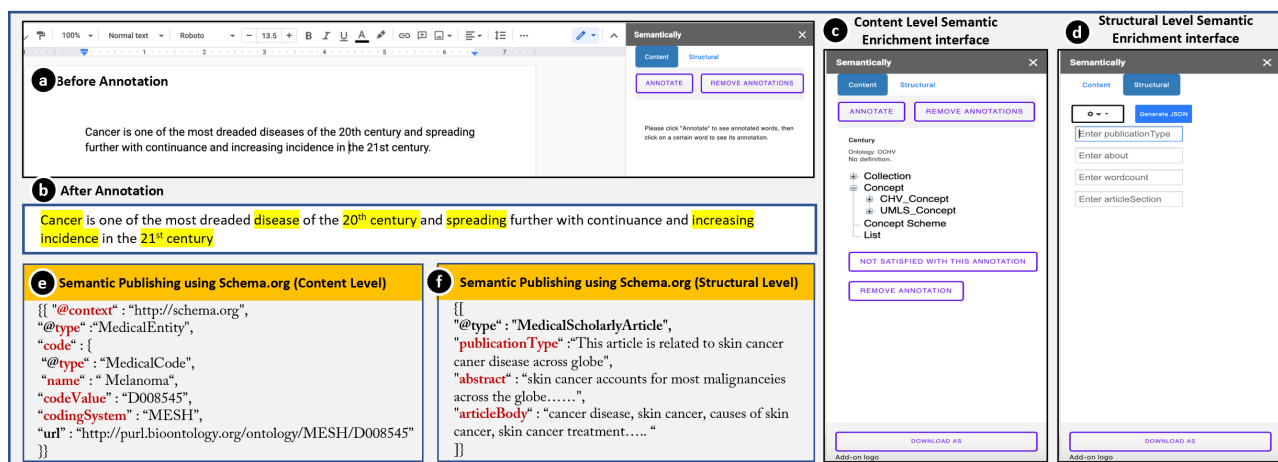 100%
Normal text
Roboto
13.5
B I U A
1 2 3 4 5 6 7
a Before Annotation
Cancer is one of the most dreaded diseases of the 20th century and spreading
further with continuance and increasing incidence in the 21st century.
Semantically
Content Structural
ANNOTATE REMOVE ANNOTATIONS
Please click "Annotate" to see annotated words, then
click on a certain word to see its annotation.
b After Annotation
Cancer is one of the most dreaded disease of the 20th century and spreading further with continuance and increasing
incidence in the 21st century
e Semantic Publishing using Schema.org (Content Level)
{{ "@context“ : “http://schema.org",
“@type“ :“MedicalEntity",
“code“ : {
“@type“ : “MedicalCode",
“name“ : “ Melanoma“,
“codeValue“ : “D008545”,
“codingSystem“ : “MESH”,
“url“ : “http://purl.bioontology.org/ontology/MESH/D008545”
}}
f Semantic Publishing using Schema.org (Structural Level)
{[
"@type“ : "MedicalScholarlyArticle”,
"publicationType“ :“This article is related to skin cancer
caner disease across globe",
"abstract“ : “skin cancer accounts for most malignanceies
across the globe……",
"articleBody“ : “cancer disease, skin cancer, causes of skin
cancer, skin cancer treatment….. “
]}
c Content Level Semantic
Enrichment interface
Semantically
Content Structural
ANNOTATE REMOVE ANNOTATIONS
Century
Ontology: OCHV
No definition.
Collection
Concept
CHV_Concept
UMLS_Concept
Concept Scheme
List
NOT SATISFIED WITH THIS ANNOTATION
REMOVE ANNOTATION
DOWNLOAD AS
Add-on logo
d Structural Level Semantic
Enrichment interface
Semantically
Content Structural
Generate JSON
Enter publicationType
Enter about
Enter wordcount
Enter articleSection
DOWNLOAD AS
Add-on logo